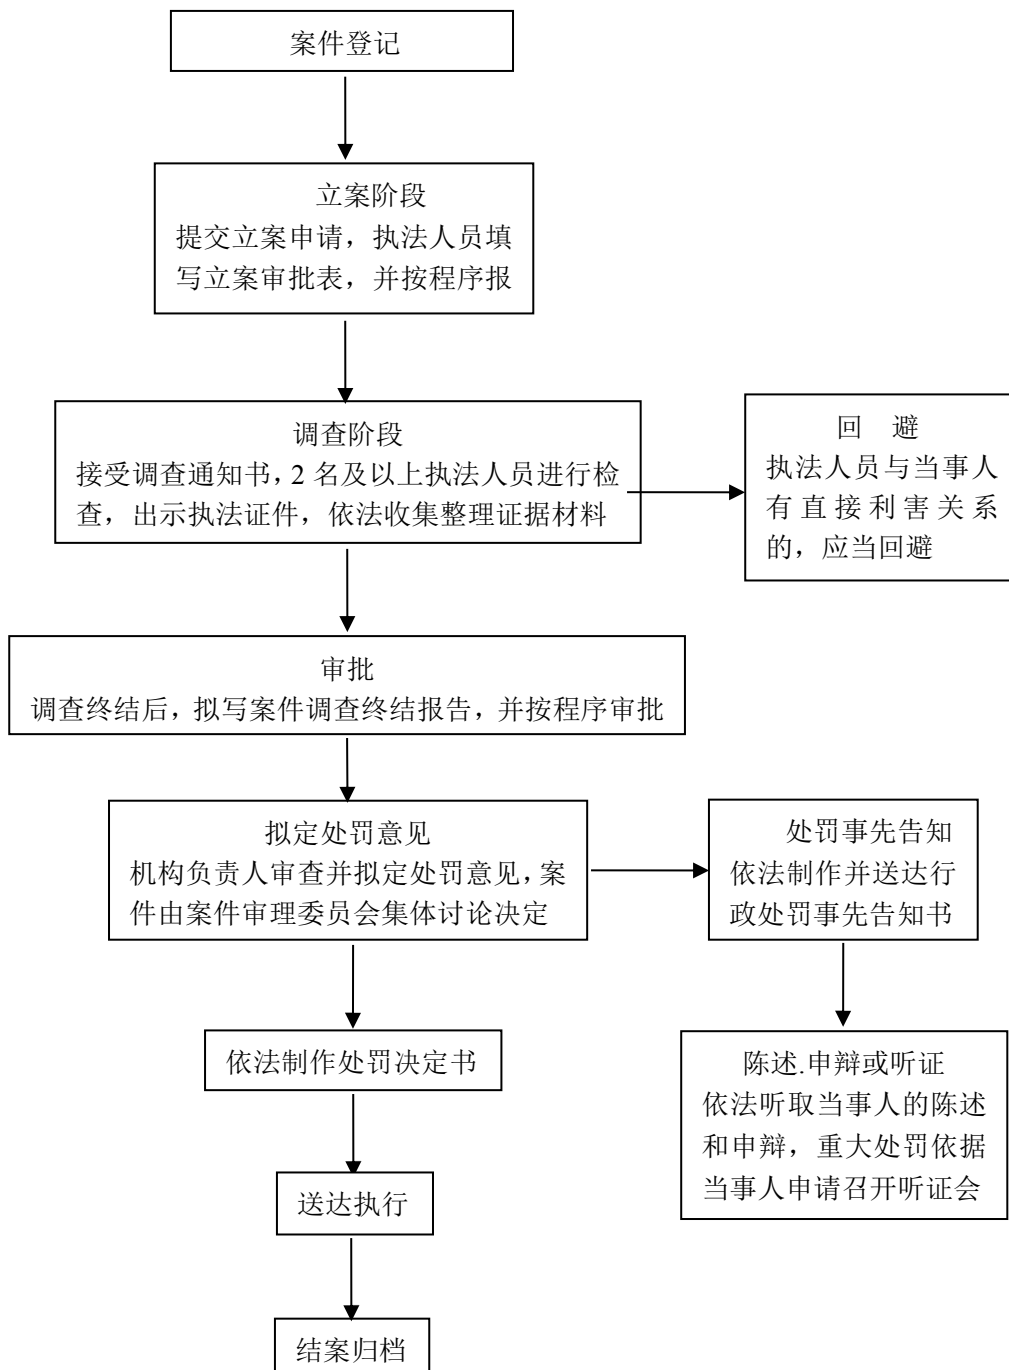 案件登记
立案阶段
提交立案申请，执法人员填
写立案审批表，并按程序报
调查阶段
接受调查通知书，2 名及以上执法人员进行检
查，出示执法证件，依法收集整理证据材料
回 避
执法人员与当事人
有直接利害关系
的，应当回避
审批
调查终结后，拟写案件调查终结报告，并按程序审批
拟定处罚意见
机构负责人审查并拟定处罚意见，案
件由案件审理委员会集体讨论决定
处罚事先告知
依法制作并送达行
政处罚事先告知书
依法制作处罚决定书
陈述.申辩或听证
依法听取当事人的陈述
和申辩，重大处罚依据
当事人申请召开听证会
送达执行
结案归档